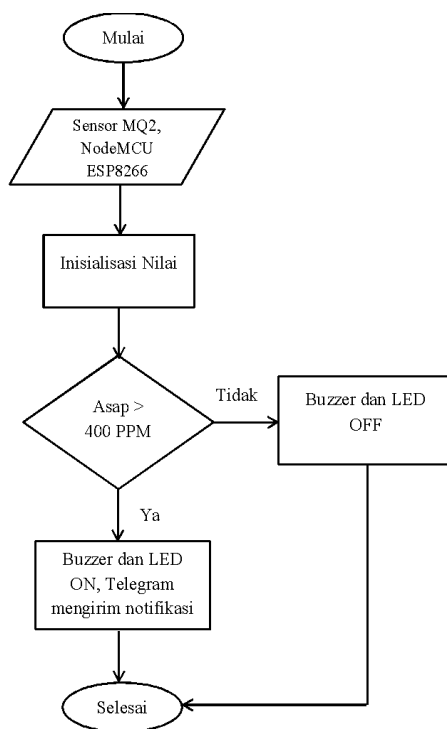 Mulai
Sensor MQ2,
NodeMCU
ESP8266
Inisialisasi Nilai
Asap >
400 PPM
Tidak
Buzzer dan LED
OFF
Ya
Buzzer dan LED
ON, Telegram
mengirim notifikasi
Selesai